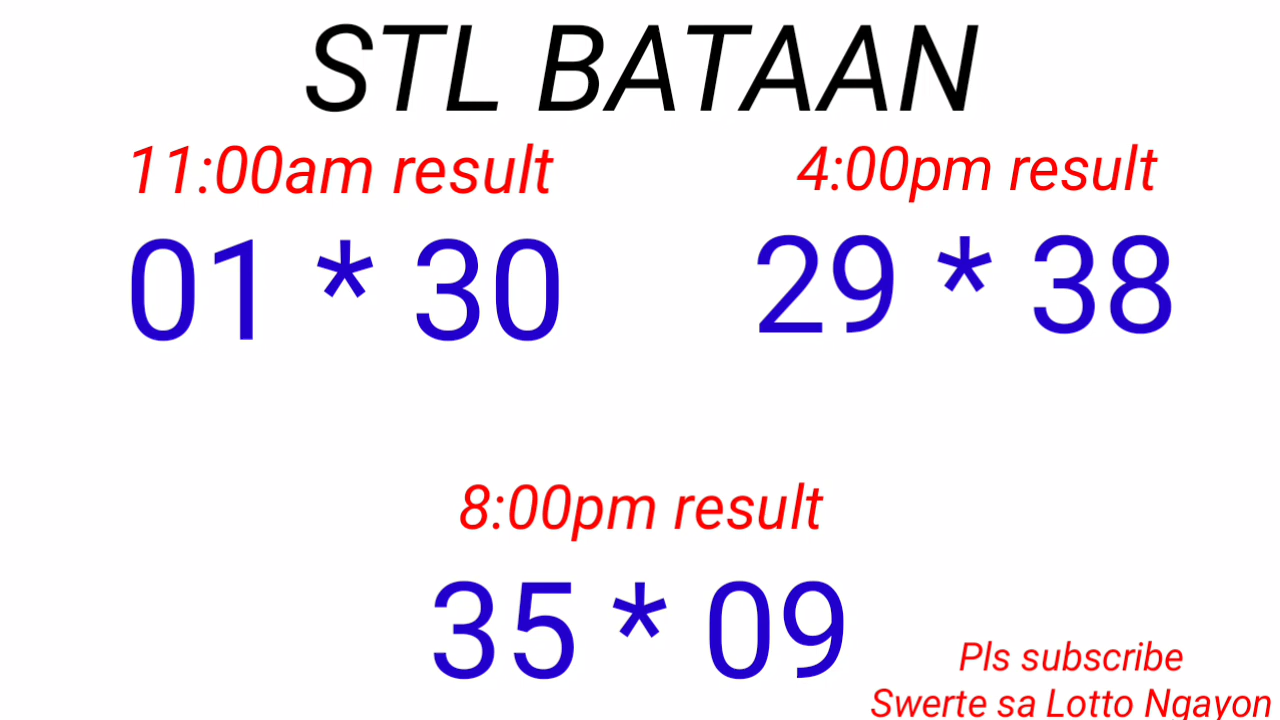 STL BATAAN
11:00am result
4:00pm result
01 * 30
29 * 38
8:00pm result
35 * 09
Pls subscribe
Swerte sa Lotto Ngayon